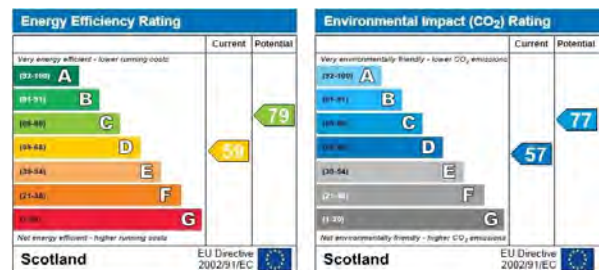 Energy Efficiency Rating
Current Potential
Very energy efficient - lower running costs
(92-100) A
(81-91) B
(69-80) C
(55-68) D
(39-54) E
(21-38) F
(1-20) G
79
59
Not energy efficient - higher running costs
Scotland
EU Directive
2002/91/EC
Environmental Impact (CO₂) Rating
Current Potential
Very environmentally friendly - lower CO₂ emissions
(92-100) A
(81-91) B
C
D
(39-54) E
(21-38) F
(1-20) G
77
57
Not environmentally friendly - higher CO₂ emissions
Scotland
EU Directive
2002/91/EC